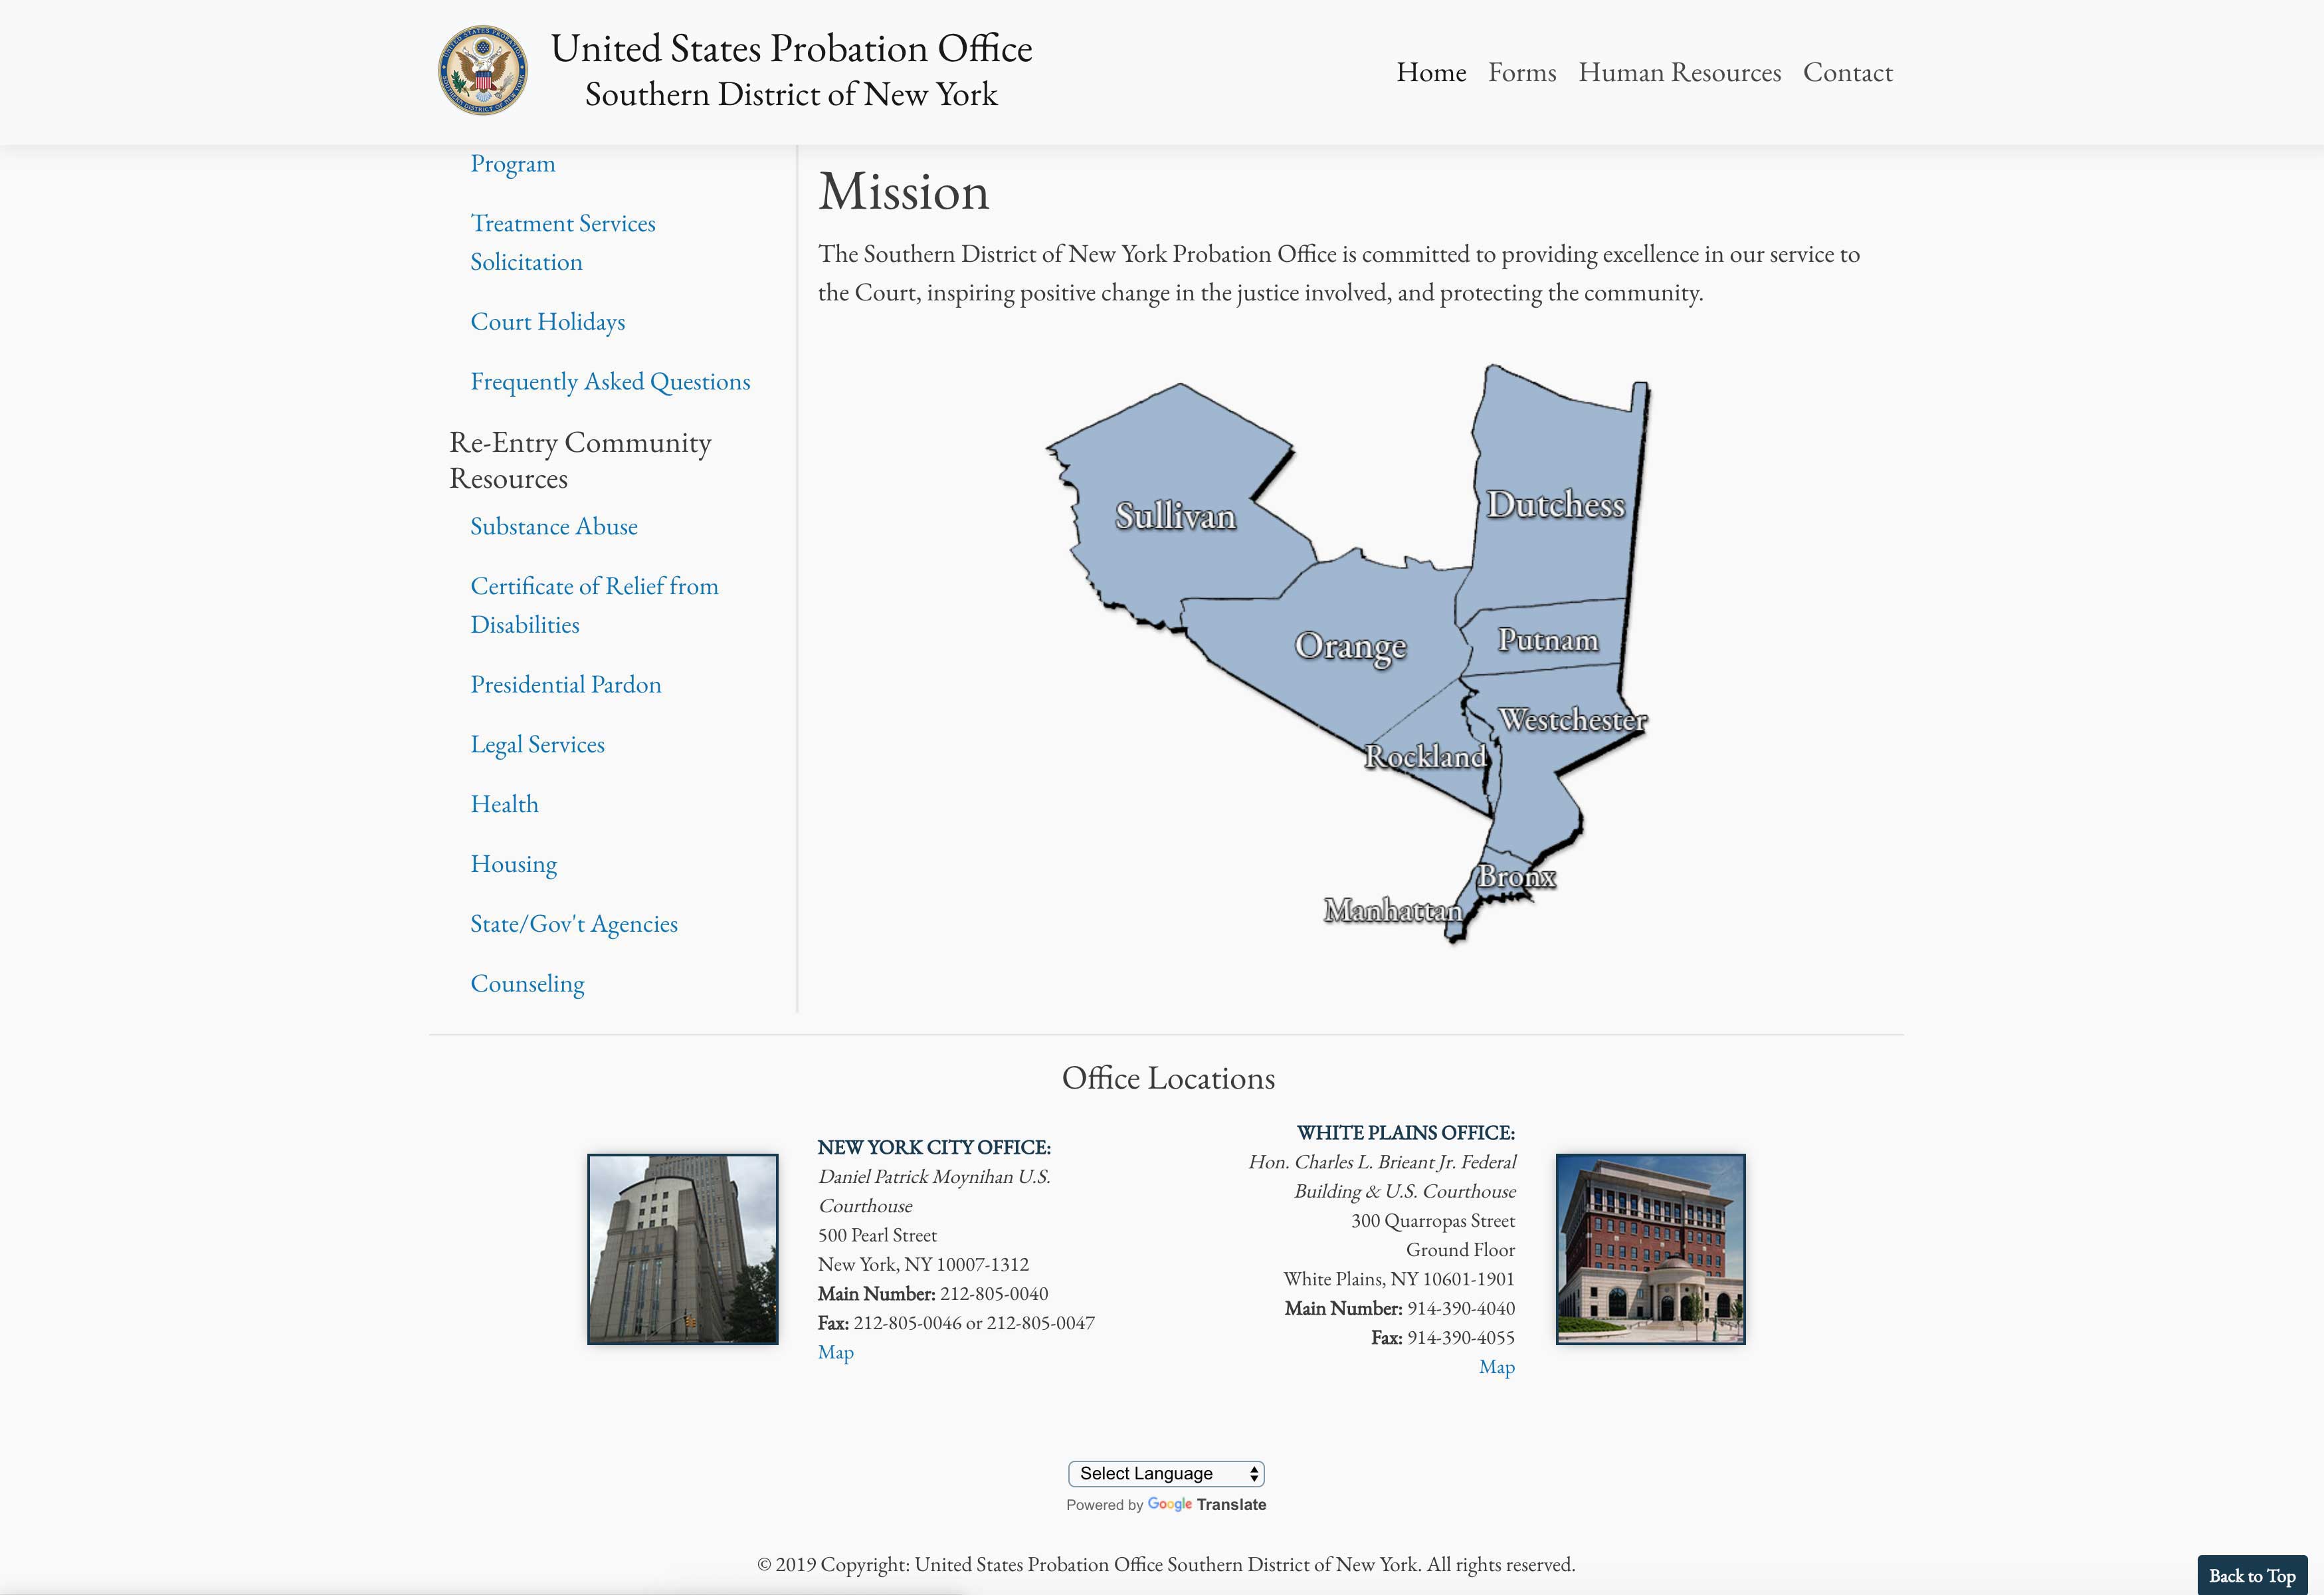 United States Probation Office
Southern District of New York
Home Forms Human Resources Contact
Program
Treatment Services
Solicitation
Court Holidays
Frequently Asked Questions
Re-Entry Community
Resources
Substance Abuse
Certificate of Relief from
Disabilities
Presidential Pardon
Legal Services
Health
Housing
State/Gov't Agencies
Counseling
Mission
The Southern District of New York Probation Office is committed to providing excellence in our service to
the Court, inspiring positive change in the justice involved, and protecting the community.
Sullivan
Dutchess
Orange
Putnam
Westchester
Rockland
Bronx
Manhattan
Office Locations
NEW YORK CITY OFFICE:
Daniel Patrick Moynihan U.S.
Courthouse
500 Pearl Street
New York, NY 10007-1312
Main Number: 212-805-0040
Fax: 212-805-0046 or 212-805-0047
Map
WHITE PLAINS OFFICE:
Hon. Charles L. Brieant Jr. Federal
Building & U.S. Courthouse
300 Quarropas Street
Ground Floor
White Plains, NY 10601-1901
Main Number: 914-390-4040
Fax: 914-390-4055
Map
Select Language
Powered by Google Translate
© 2019 Copyright: United States Probation Office Southern District of New York. All rights reserved.
Back to Top